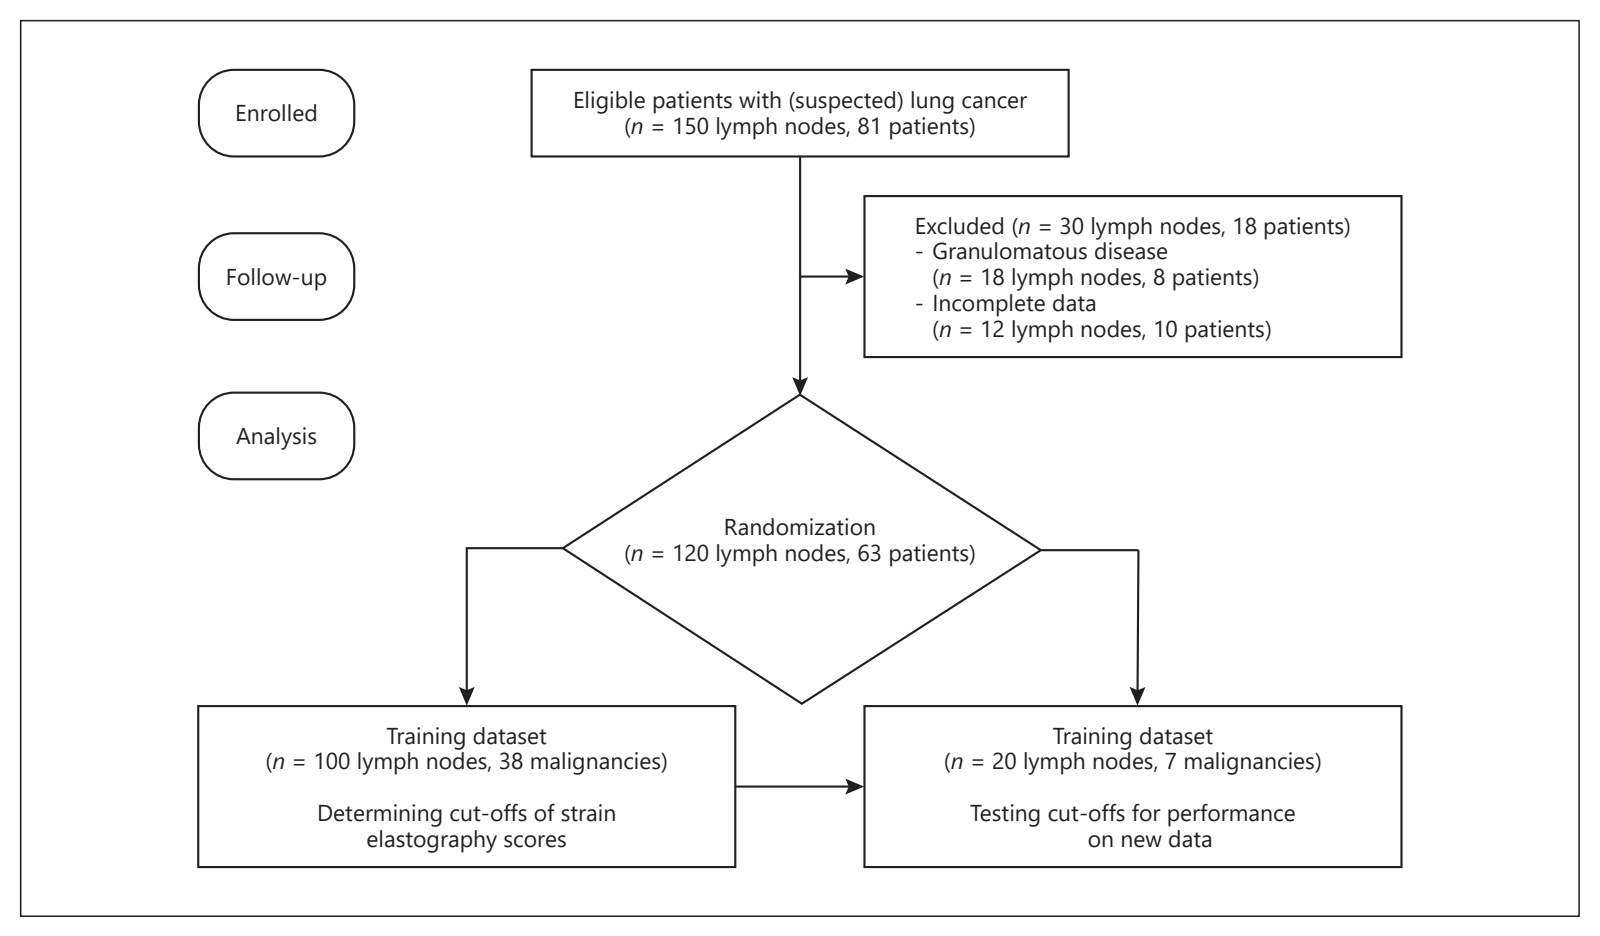 Enrolled
Eligible patients with (suspected) lung cancer
(n = 150 lymph nodes, 81 patients)
Follow-up
Excluded (n = 30 lymph nodes, 18 patients)
- Granulomatous disease
(n = 18 lymph nodes, 8 patients)
- Incomplete data
(n = 12 lymph nodes, 10 patients)
Analysis
Randomization
(n = 120 lymph nodes, 63 patients)
Training dataset
(n = 100 lymph nodes, 38 malignancies)
Determining cut-offs of strain
elastography scores
Training dataset
(n = 20 lymph nodes, 7 malignancies)
Testing cut-offs for performance
on new data